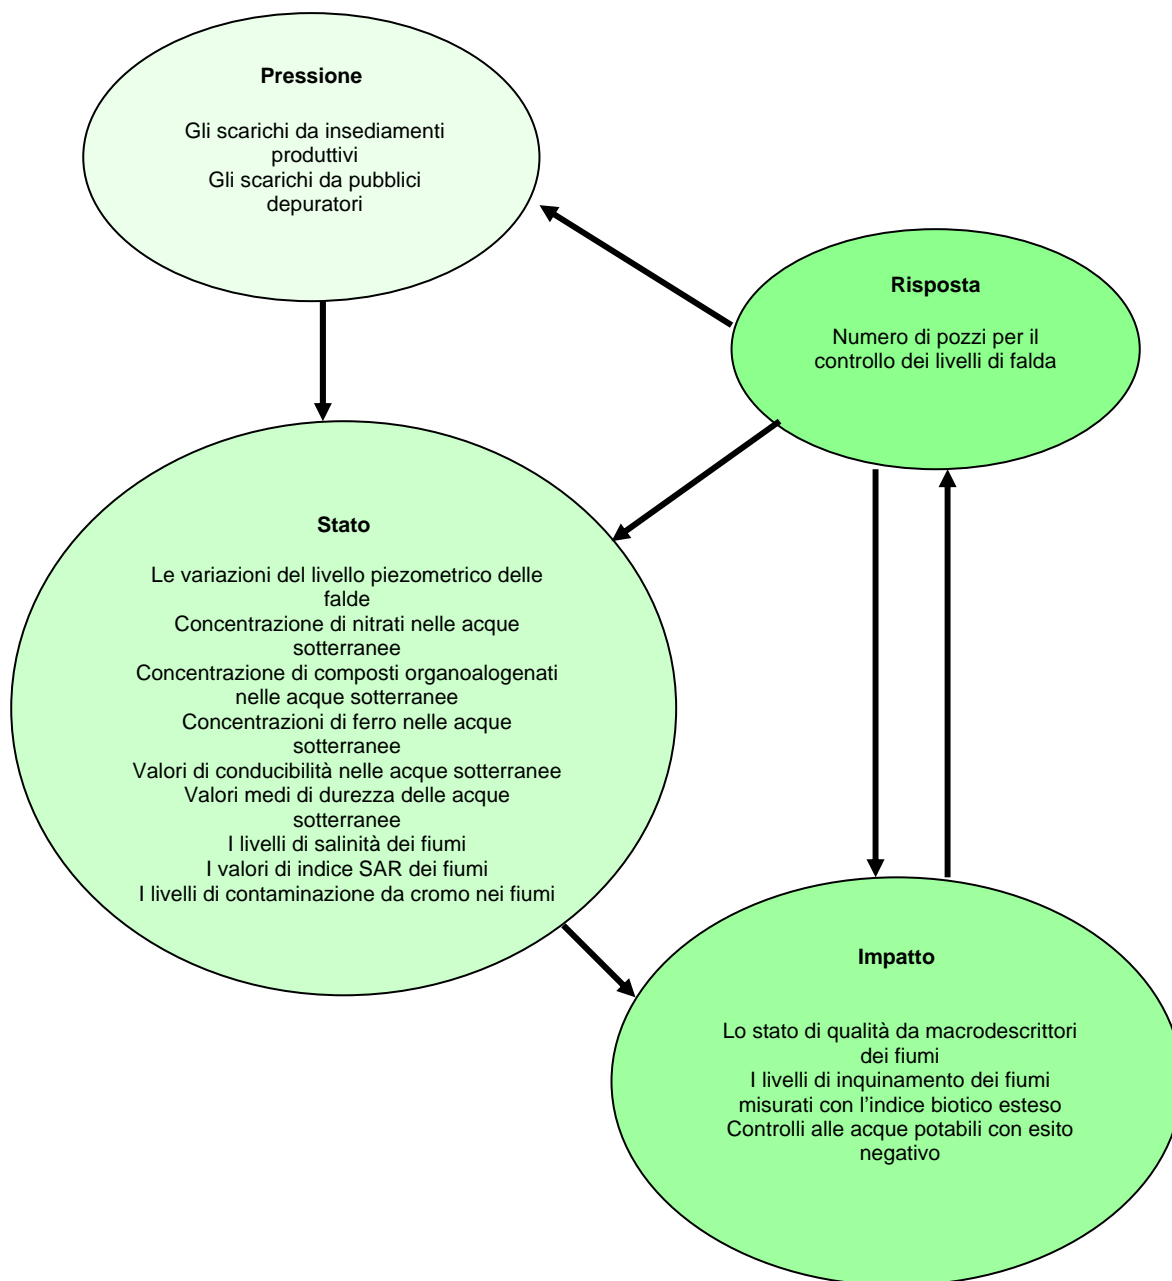 Pressione
Gli scarichi da insediamenti
produttivi
Gli scarichi da pubblici
depuratori
Risposta
Numero di pozzi per il
controllo dei livelli di falda
Stato
Le variazioni del livello piezometrico delle
falde
Concentrazione di nitrati nelle acque
sotterranee
Concentrazione di composti organoalogenati
nelle acque sotterranee
Concentrazioni di ferro nelle acque
sotterranee
Valori di conducibilità nelle acque sotterranee
Valori medi di durezza delle acque
sotterranee
I livelli di salinità dei fiumi
I valori di indice SAR dei fiumi
I livelli di contaminazione da cromo nei fiumi
Impatto
Lo stato di qualità da macrodescrittori
dei fiumi
I livelli di inquinamento dei fiumi
misurati con l'indice biotico esteso
Controlli alle acque potabili con esito
negativo